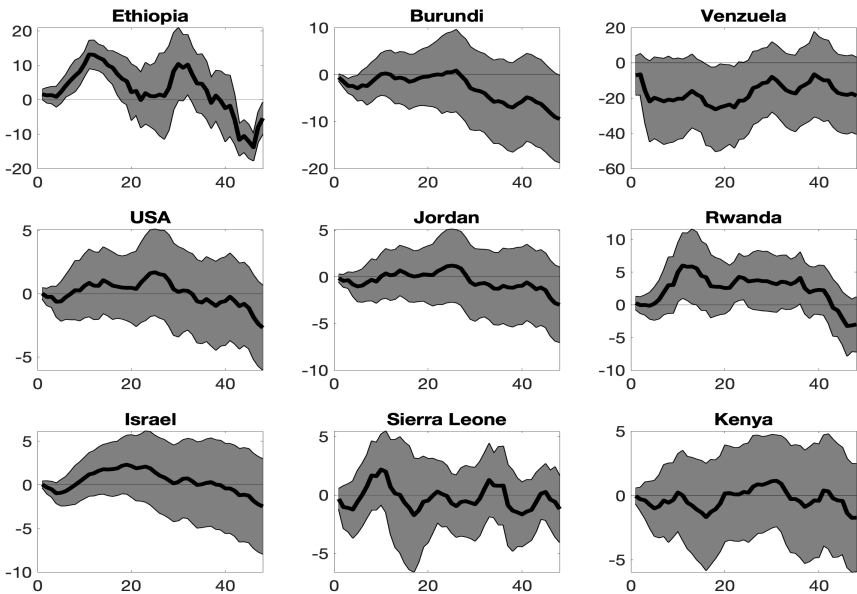 Ethiopia Burundi Venzuela
20 10 20
10 0 0
0 -20
-10 -10 -40
-20 -20 -60
0 20 40 0 20 40 0 20 40
USA Jordan Rwanda
5 5 10
0 0 5
-5 0
-5 -5
-10 -10
0 20 40 0 20 40 0 20 40
Israel Sierra Leone Kenya
5 5 5
0 0 0
-5 -5 -5
-10
0 20 40 0 20 40 0 20 40